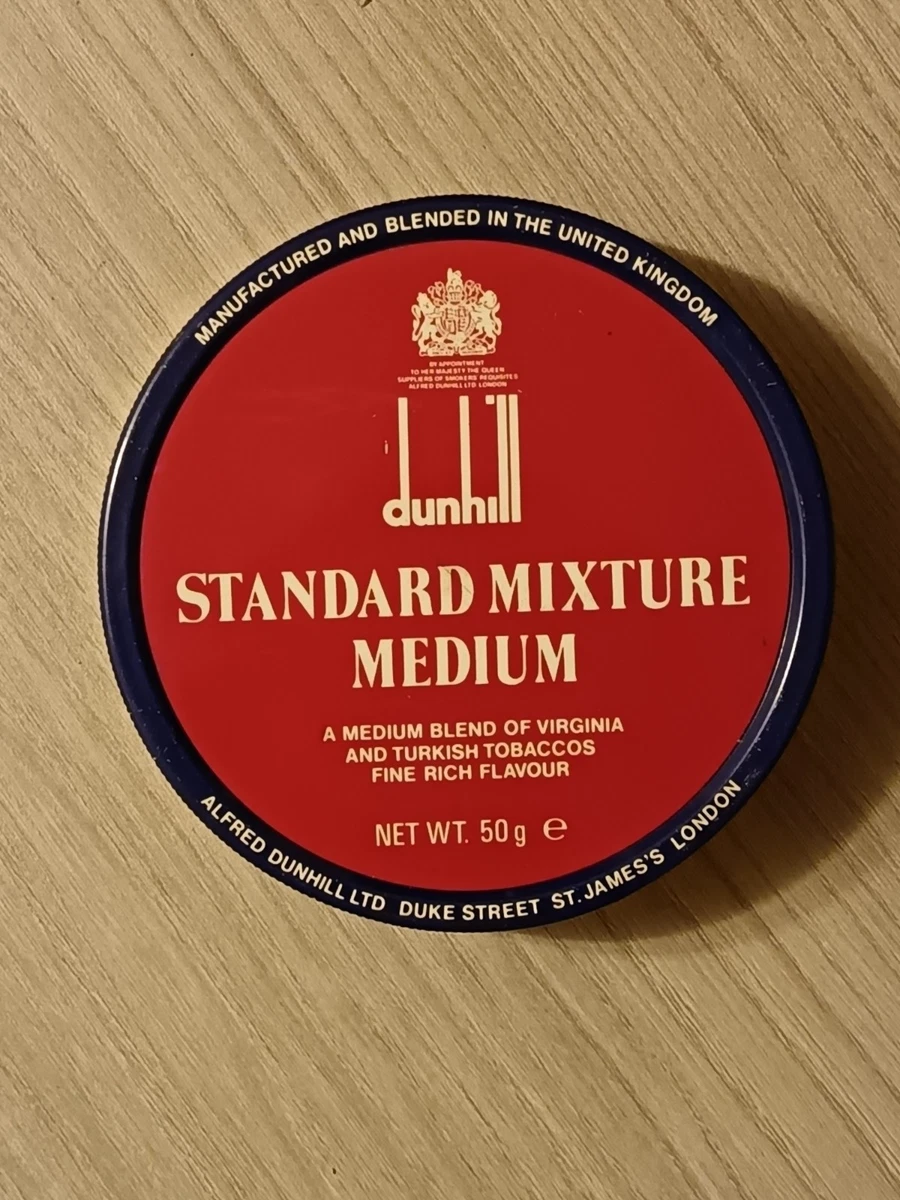 MANUFACTURED AND BLENDED IN THE UNITED KINGDOM
BY APPOINTMENT
TO HER MAJESTY THE QUEEN
SUPPLIERS OF SMOKERS REQUISITES
ALFRED DUNHILL LTD LONDON
dunhill
STANDARD MIXTURE
MEDIUM
A MEDIUM BLEND OF VIRGINIA
AND TURKISH TOBACCOS
FINE RICH FLAVOUR
NET WT. 50g ℮
ALFRED DUNHILL LTD DUKE STREET ST. JAMES'S LONDON